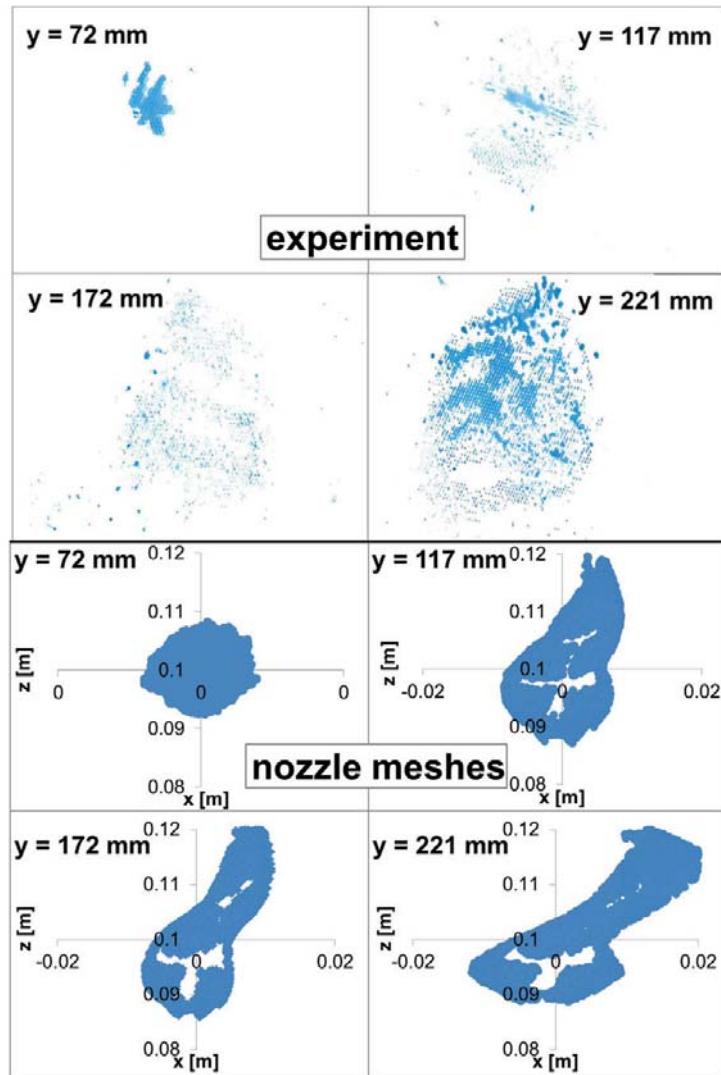 y = 72 mm
y = 117 mm
experiment
y = 172 mm
y = 221 mm
y = 72 mm
0.12
0.11
z [m]
0.1
0
0
0
0.09
0.08
x [m]
y = 117 mm
0.12
0.11
z [m]
0.1
-0.02
0
0.02
0.09
0.08
x [m]
nozzle meshes
y = 172 mm
0.12
0.11
z [m]
0.1
-0.02
0
0.02
0.09
0.08
x [m]
y = 221 mm
0.12
0.11
z [m]
0.1
-0.02
0
0.02
0.09
0.08
x [m]